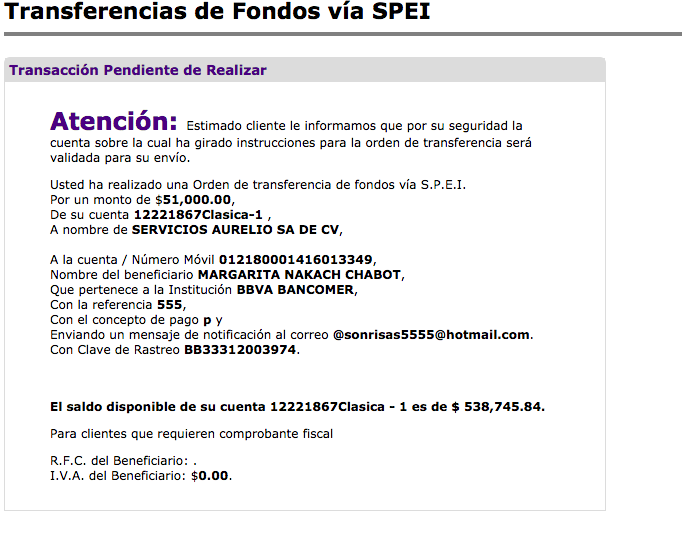 Transferencias de Fondos vía SPEI
Transacción Pendiente de Realizar
Atención: Estimado cliente le informamos que por su seguridad la
cuenta sobre la cual ha girado instrucciones para la orden de transferencia será
validada para su envío.
Usted ha realizado una Orden de transferencia de fondos vía S.P.E.I.
Por un monto de $51,000.00,
De su cuenta 12221867Clasica-1 ,
A nombre de SERVICIOS AURELIO SA DE CV,
A la cuenta / Número Móvil 012180001416013349,
Nombre del beneficiario MARGARITA NAKACH CHABOT,
Que pertenece a la Institución BBVA BANCOMER,
Con la referencia 555,
Con el concepto de pago p y
Enviando un mensaje de notificación al correo @sonrisas5555@hotmail.com.
Con Clave de Rastreo BB33312003974.
El saldo disponible de su cuenta 12221867Clasica - 1 es de $ 538,745.84.
Para clientes que requieren comprobante fiscal
R.F.C. del Beneficiario: .
I.V.A. del Beneficiario: $0.00.